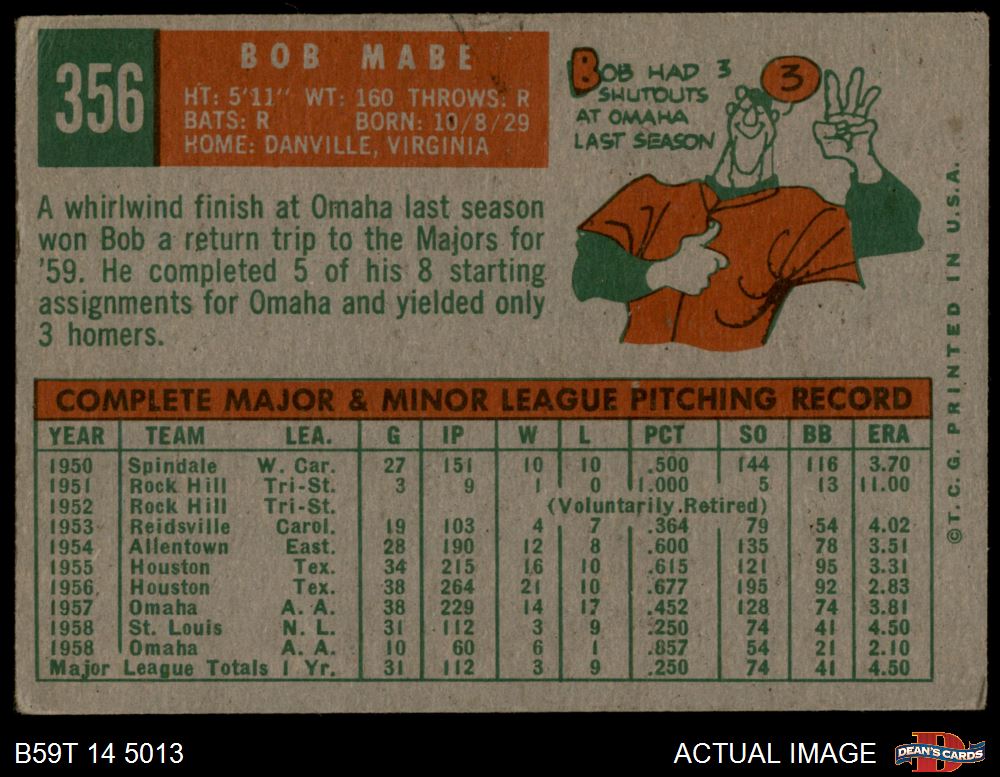 356
BOB MABE
HT: 5'11" WT: 160 THROWS: R
BATS: R BORN: 10/8/29
HOME: DANVILLE, VIRGINIA
BOB HAD 3
SHUTOUTS
AT OMAHA
LAST SEASON
3
A whirlwind finish at Omaha last season
won Bob a return trip to the Majors for
'59. He completed 5 of his 8 starting
assignments for Omaha and yielded only
3 homers.
COMPLETE MAJOR & MINOR LEAGUE PITCHING RECORD
YEAR TEAM LEA. G IP W L PCT SO BB ERA
1950 Spindale W. Car. 27 151 10 10 .500 144 116 3.70
1951 Rock Hill Tri-St. 3 9 1 0 1.000 5 13 11.00
1952 Rock Hill Tri-St. (Voluntarily Retired)
1953 Reidsville Carol. 19 103 4 7 .364 79 54 4.02
1954 Allentown East. 28 190 12 8 .600 135 78 3.51
1955 Houston Tex. 34 215 16 10 .615 121 95 3.31
1956 Houston Tex. 38 264 21 10 .677 195 92 2.83
1957 Omaha A. A. 38 229 14 17 .452 128 74 3.81
1958 St. Louis N. L. 31 112 3 9 .250 74 41 4.50
1958 Omaha A. A. 10 60 6 1 .857 54 21 2.10
Major League Totals 1 Yr. 31 112 3 9 .250 74 41 4.50
© T. C. G. PRINTED IN U.S.A.
B59T 14 5013
ACTUAL IMAGE
D
DEAN'S CARDS